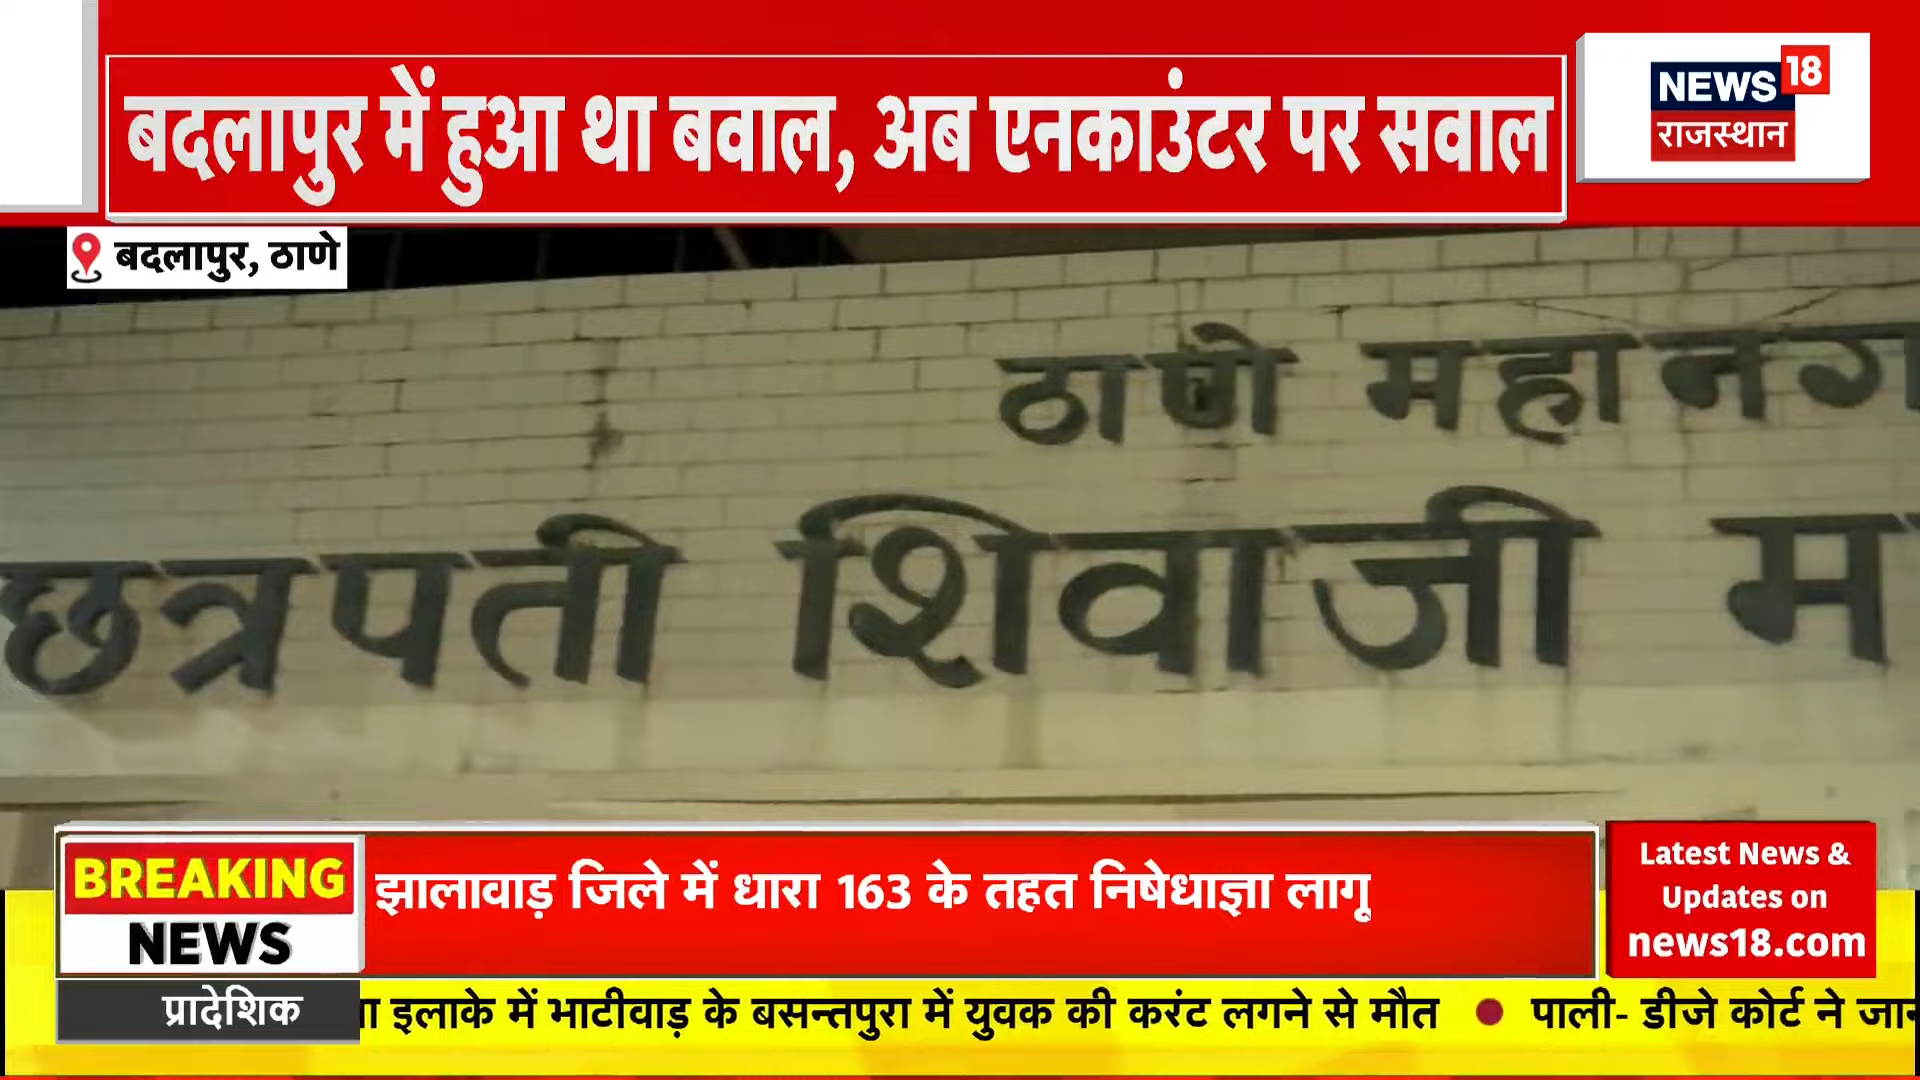 बदलापुर में हुआ था बवाल, अब एनकाउंटर पर सवाल
NEWS 18
राजस्थान
बदलापुर, ठाणे
ठाणे महानग
छत्रपती शिवाजी म
BREAKING
NEWS
झालावाड़ जिले में धारा 163 के तहत निषेधाज्ञा लागू
Latest News &
Updates on
news18.com
प्रादेशिक
इलाके में भाटीवाड़ के बसन्तपुरा में युवक की करंट लगने से मौत ● पाली- डीजे कोर्ट ने